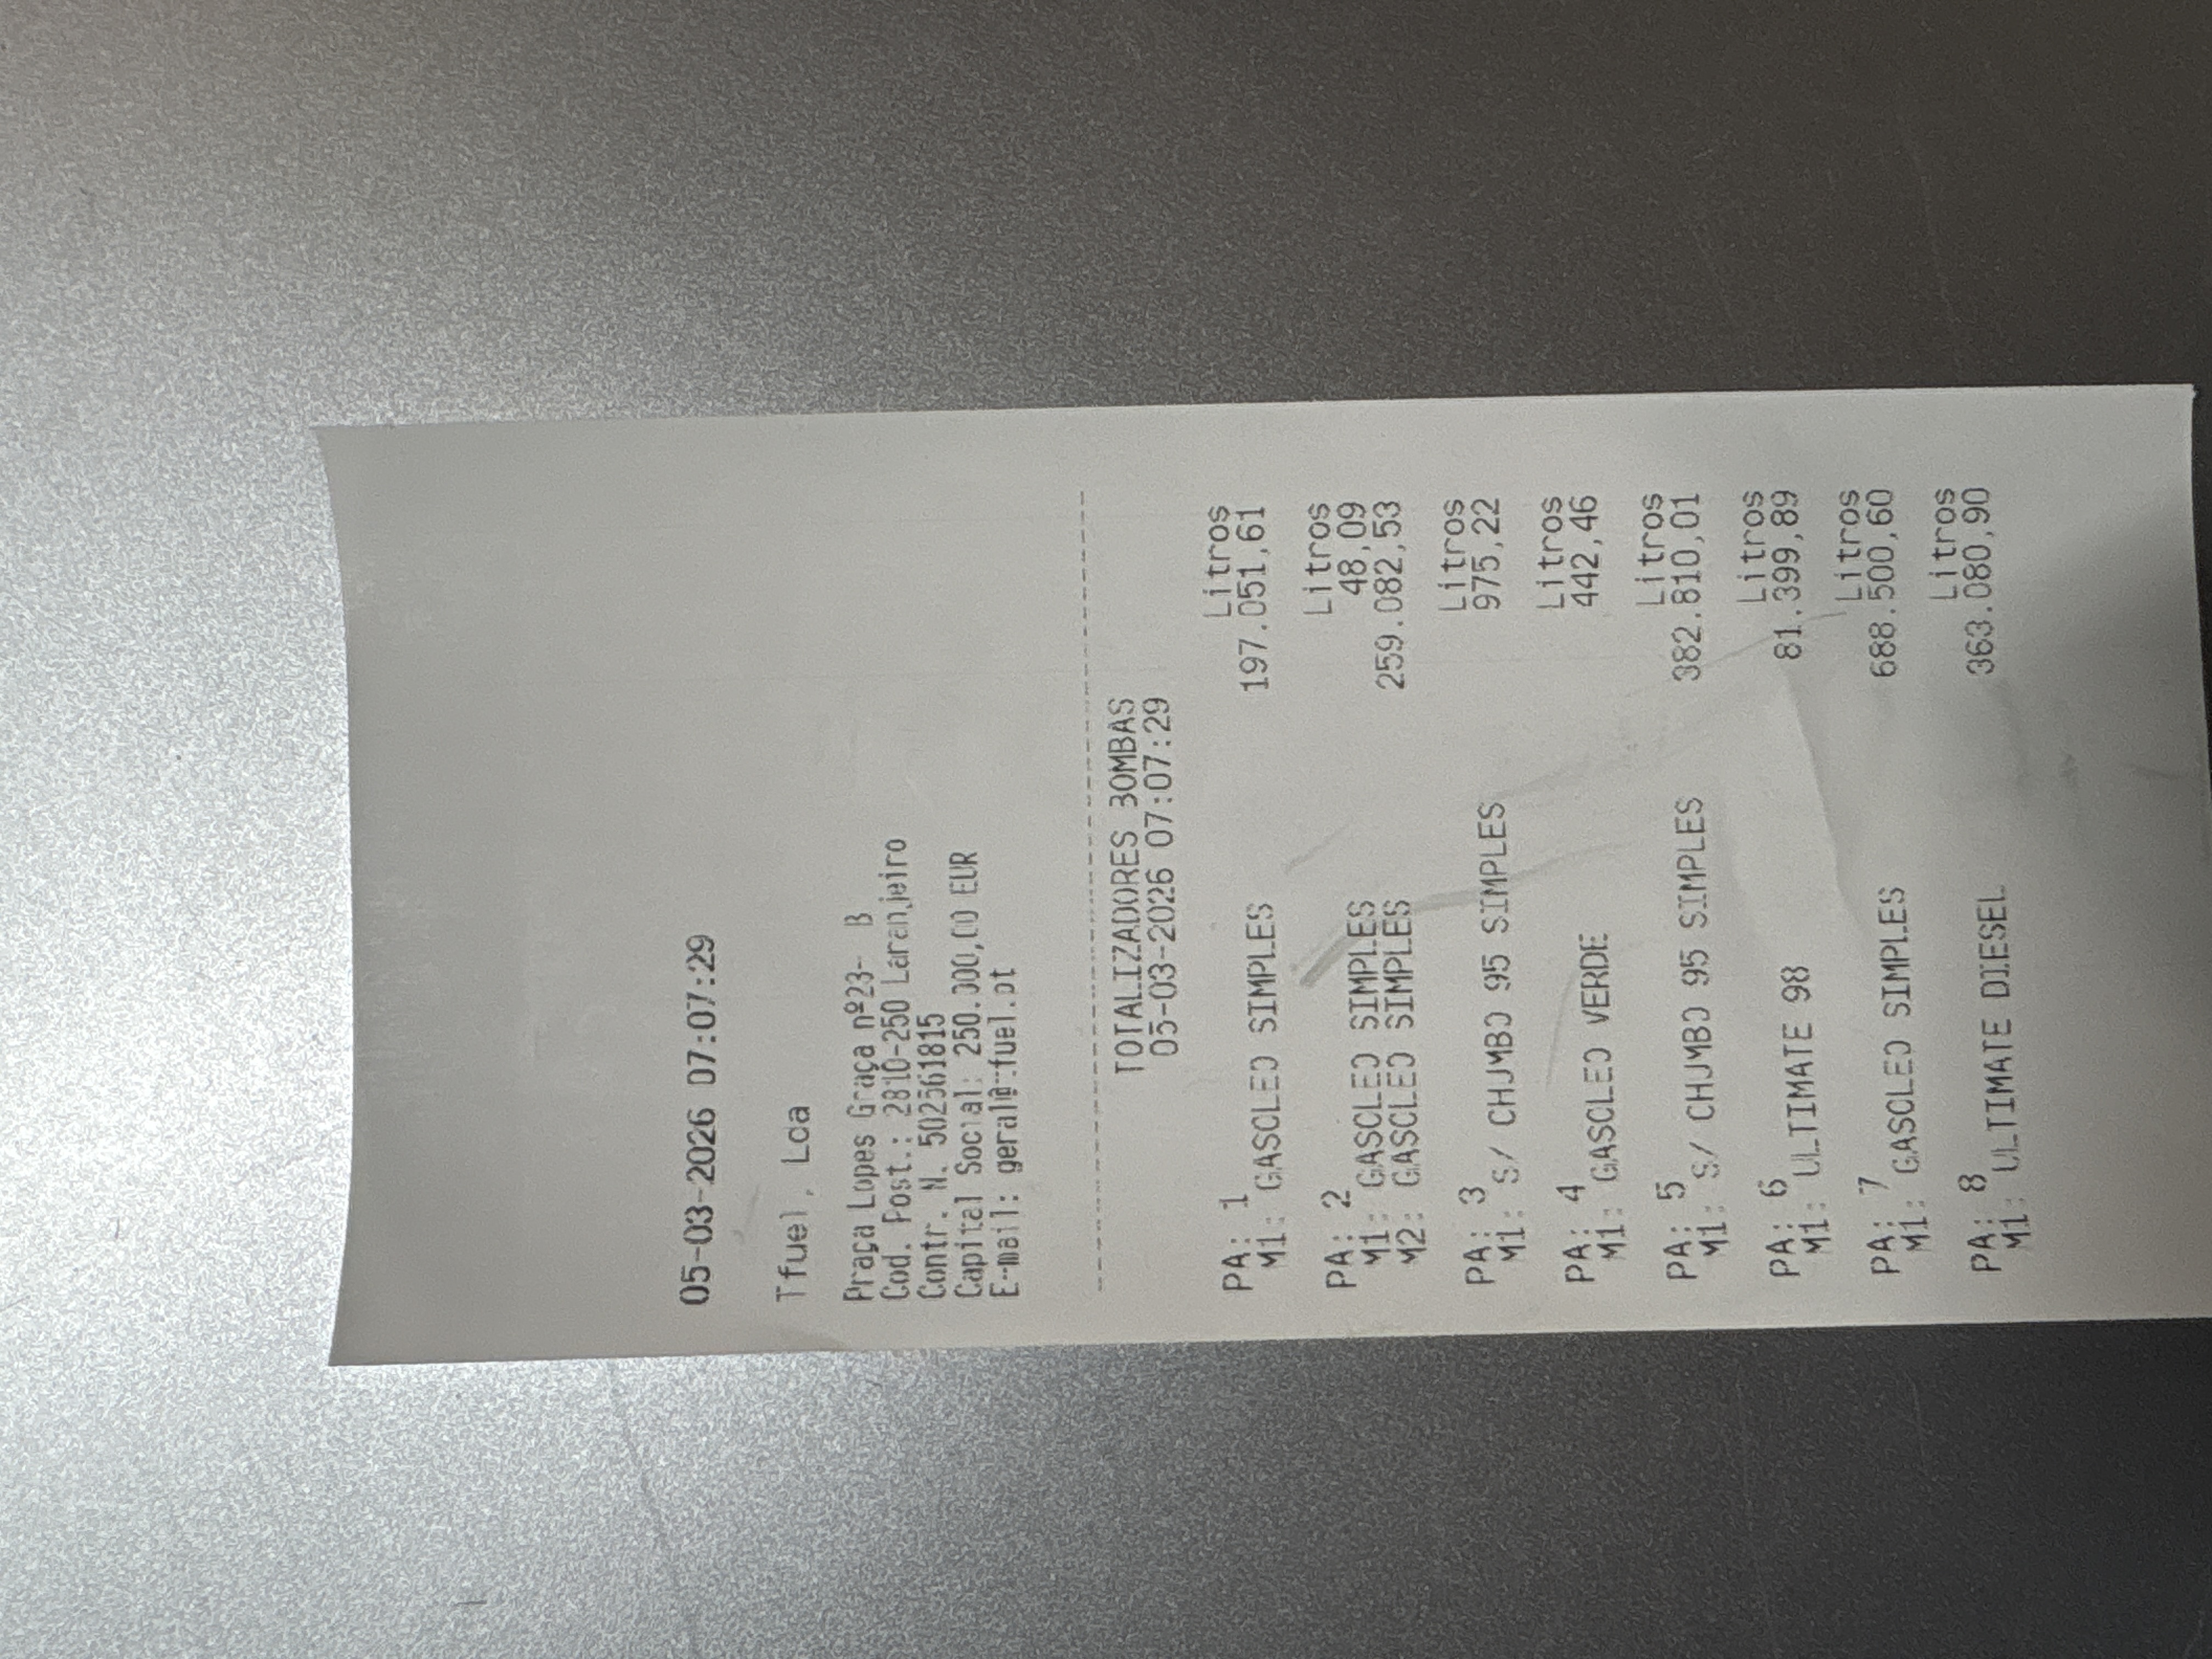 05-03-2026 07:07:29
Tfuel, Lda
Praça Lopes Graça nº23- B
Cod. Post.: 2810-250 Laranjeiro
Contr. N. 502561815
Capital Social: 250.000,00 EUR
E-mail: geral@tfuel.pt
TOTALIZADORES BOMBAS
05-03-2026 07:07:29
PA: 1 Litros
M1: GASOLEO SIMPLES 197.051,61
PA: 2 Litros
M1: GASOLEO SIMPLES 48,09
M2: GASOLEO SIMPLES 259.082,53
PA: 3 Litros
M1: S/ CHUMBO 95 SIMPLES 975,22
PA: 4 Litros
M1: GASOLEO VERDE 442,46
PA: 5 Litros
M1: S/ CHUMBO 95 SIMPLES 382.810,01
PA: 6 Litros
M1: ULTIMATE 98 81.399,89
PA: 7 Litros
M1: GASOLEO SIMPLES 688.500,60
PA: 8 Litros
M1: ULTIMATE DIESEL 363.080,90